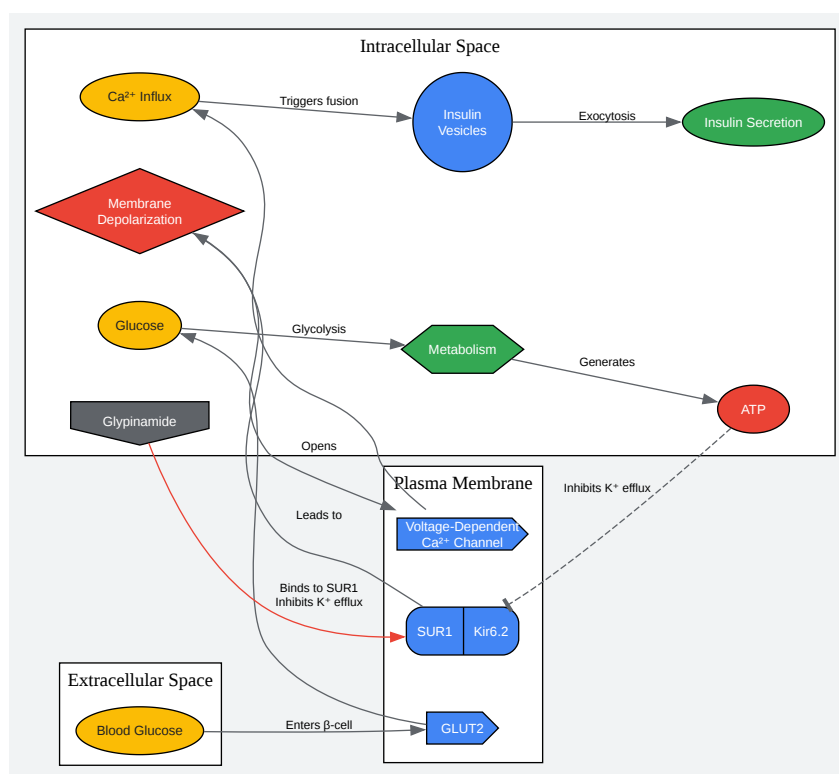 Intracellular Space
Ca²⁺ Influx
Triggers fusion
Insulin
Vesicles
Exocytosis
Insulin Secretion
Membrane
Depolarization
Glucose
Glycolysis
Metabolism
Generates
ATP
Glypinamide
Opens
Plasma Membrane
Inhibits K⁺ efflux
Leads to
Voltage-Dependent
Ca²⁺ Channel
Binds to SUR1
Inhibits K⁺ efflux
SUR1
Kir6.2
Extracellular Space
Blood Glucose
Enters β-cell
GLUT2